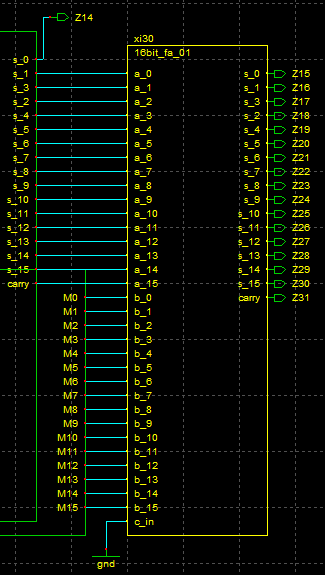 Z14
xi30
s_0 16bit_fa_01
s_1 a_0 s_0 Z15
s_3 a_1 s_1 Z16
s_2 a_2 s_3 Z17
s_4 a_3 s_2 Z18
s_5 a_4 s_4 Z19
s_6 a_5 s_5 Z20
s_7 a_6 s_6 Z21
s_8 a_7 s_7 Z22
s_9 a_8 s_8 Z23
s_10 a_9 s_9 Z24
s_11 a_10 s_10 Z25
s_12 a_11 s_11 Z26
s_13 a_12 s_12 Z27
s_14 a_13 s_13 Z28
s_15 a_14 s_14 Z29
carry a_15 s_15 Z30
M0 b_0 carry Z31
M1 b_1
M2 b_2
M3 b_3
M4 b_4
M5 b_5
M6 b_6
M7 b_7
M8 b_8
M9 b_9
M10 b_10
M11 b_11
M12 b_12
M13 b_13
M14 b_14
M15 b_15
c_in
gnd